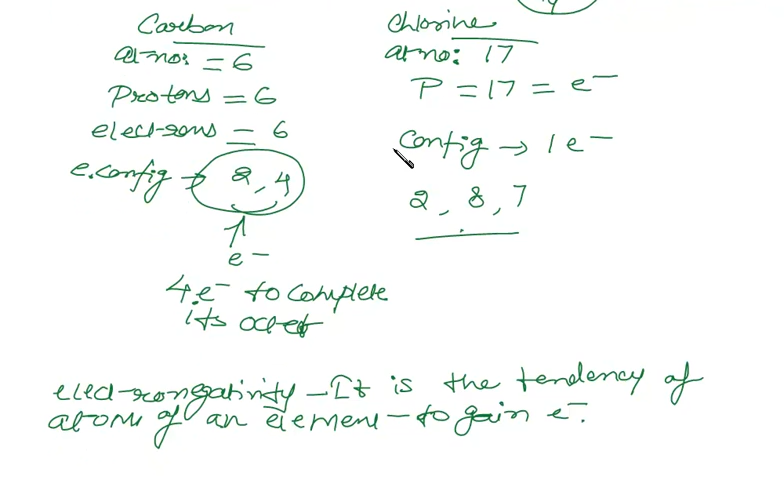 Carbon
at-no: = 6
Protons = 6
electrons = 6
e.config → 2, 4
e-
4e- to complete
its octet
Chlorine
at no: 17
P = 17 = e-
Config → 1 e-
2, 8, 7
electronegativity - It is the tendency of
atom of an element - to gain e-.